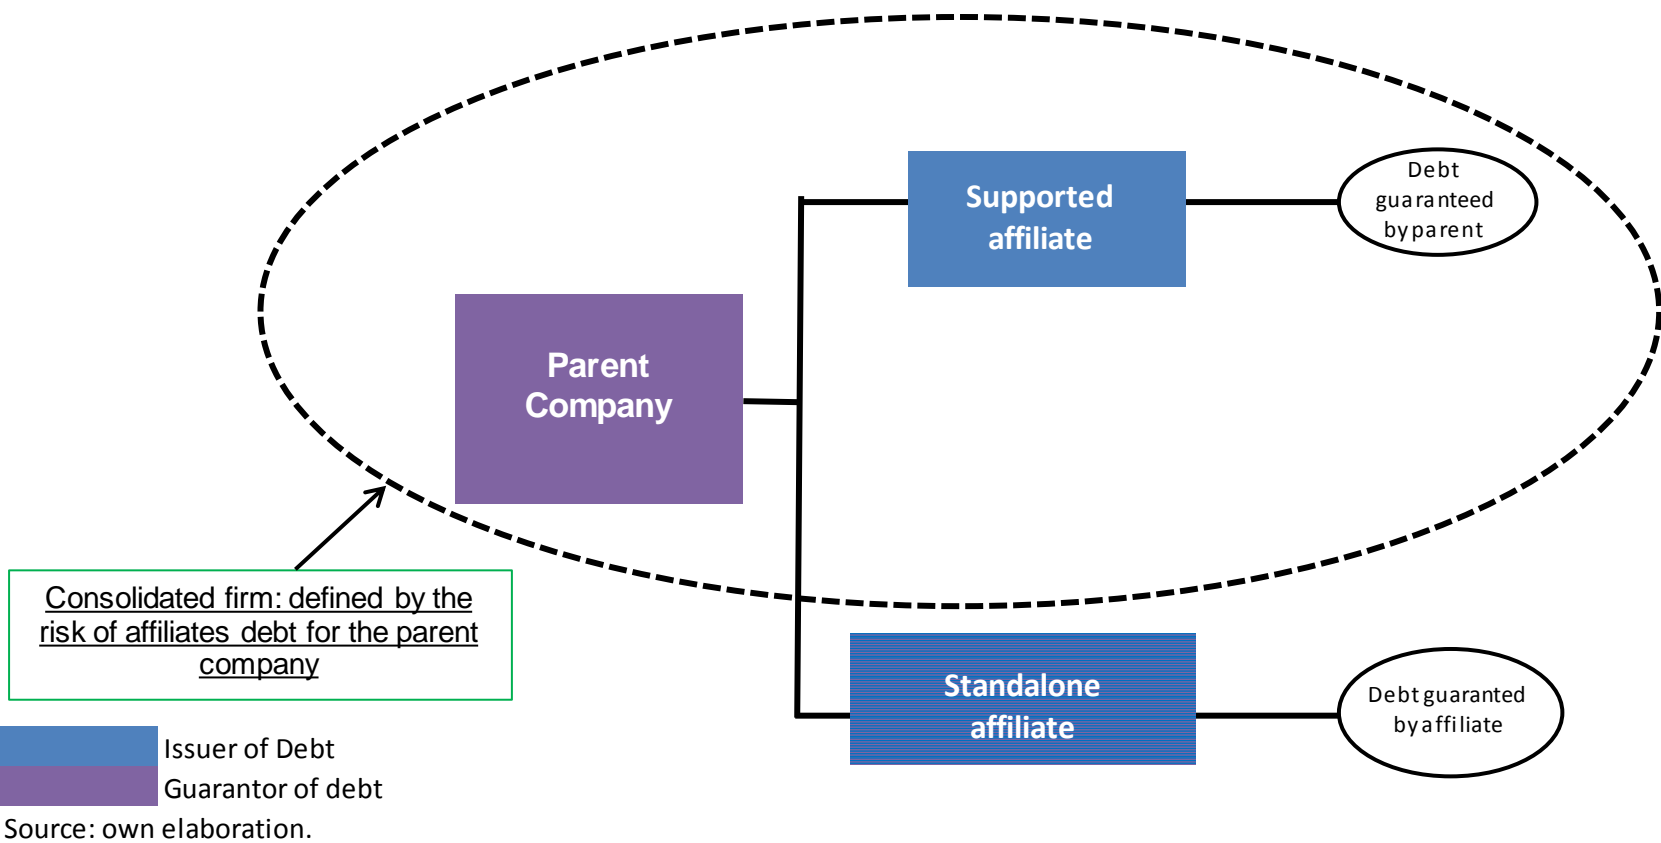 Debt
guaranteed
by parent
Supported
affiliate
Parent
Company
Consolidated firm: defined by the
risk of affiliates debt for the parent
company
Standalone
affiliate
Debt guaranted
by affiliate
Issuer of Debt
Guarantor of debt
Source: own elaboration.